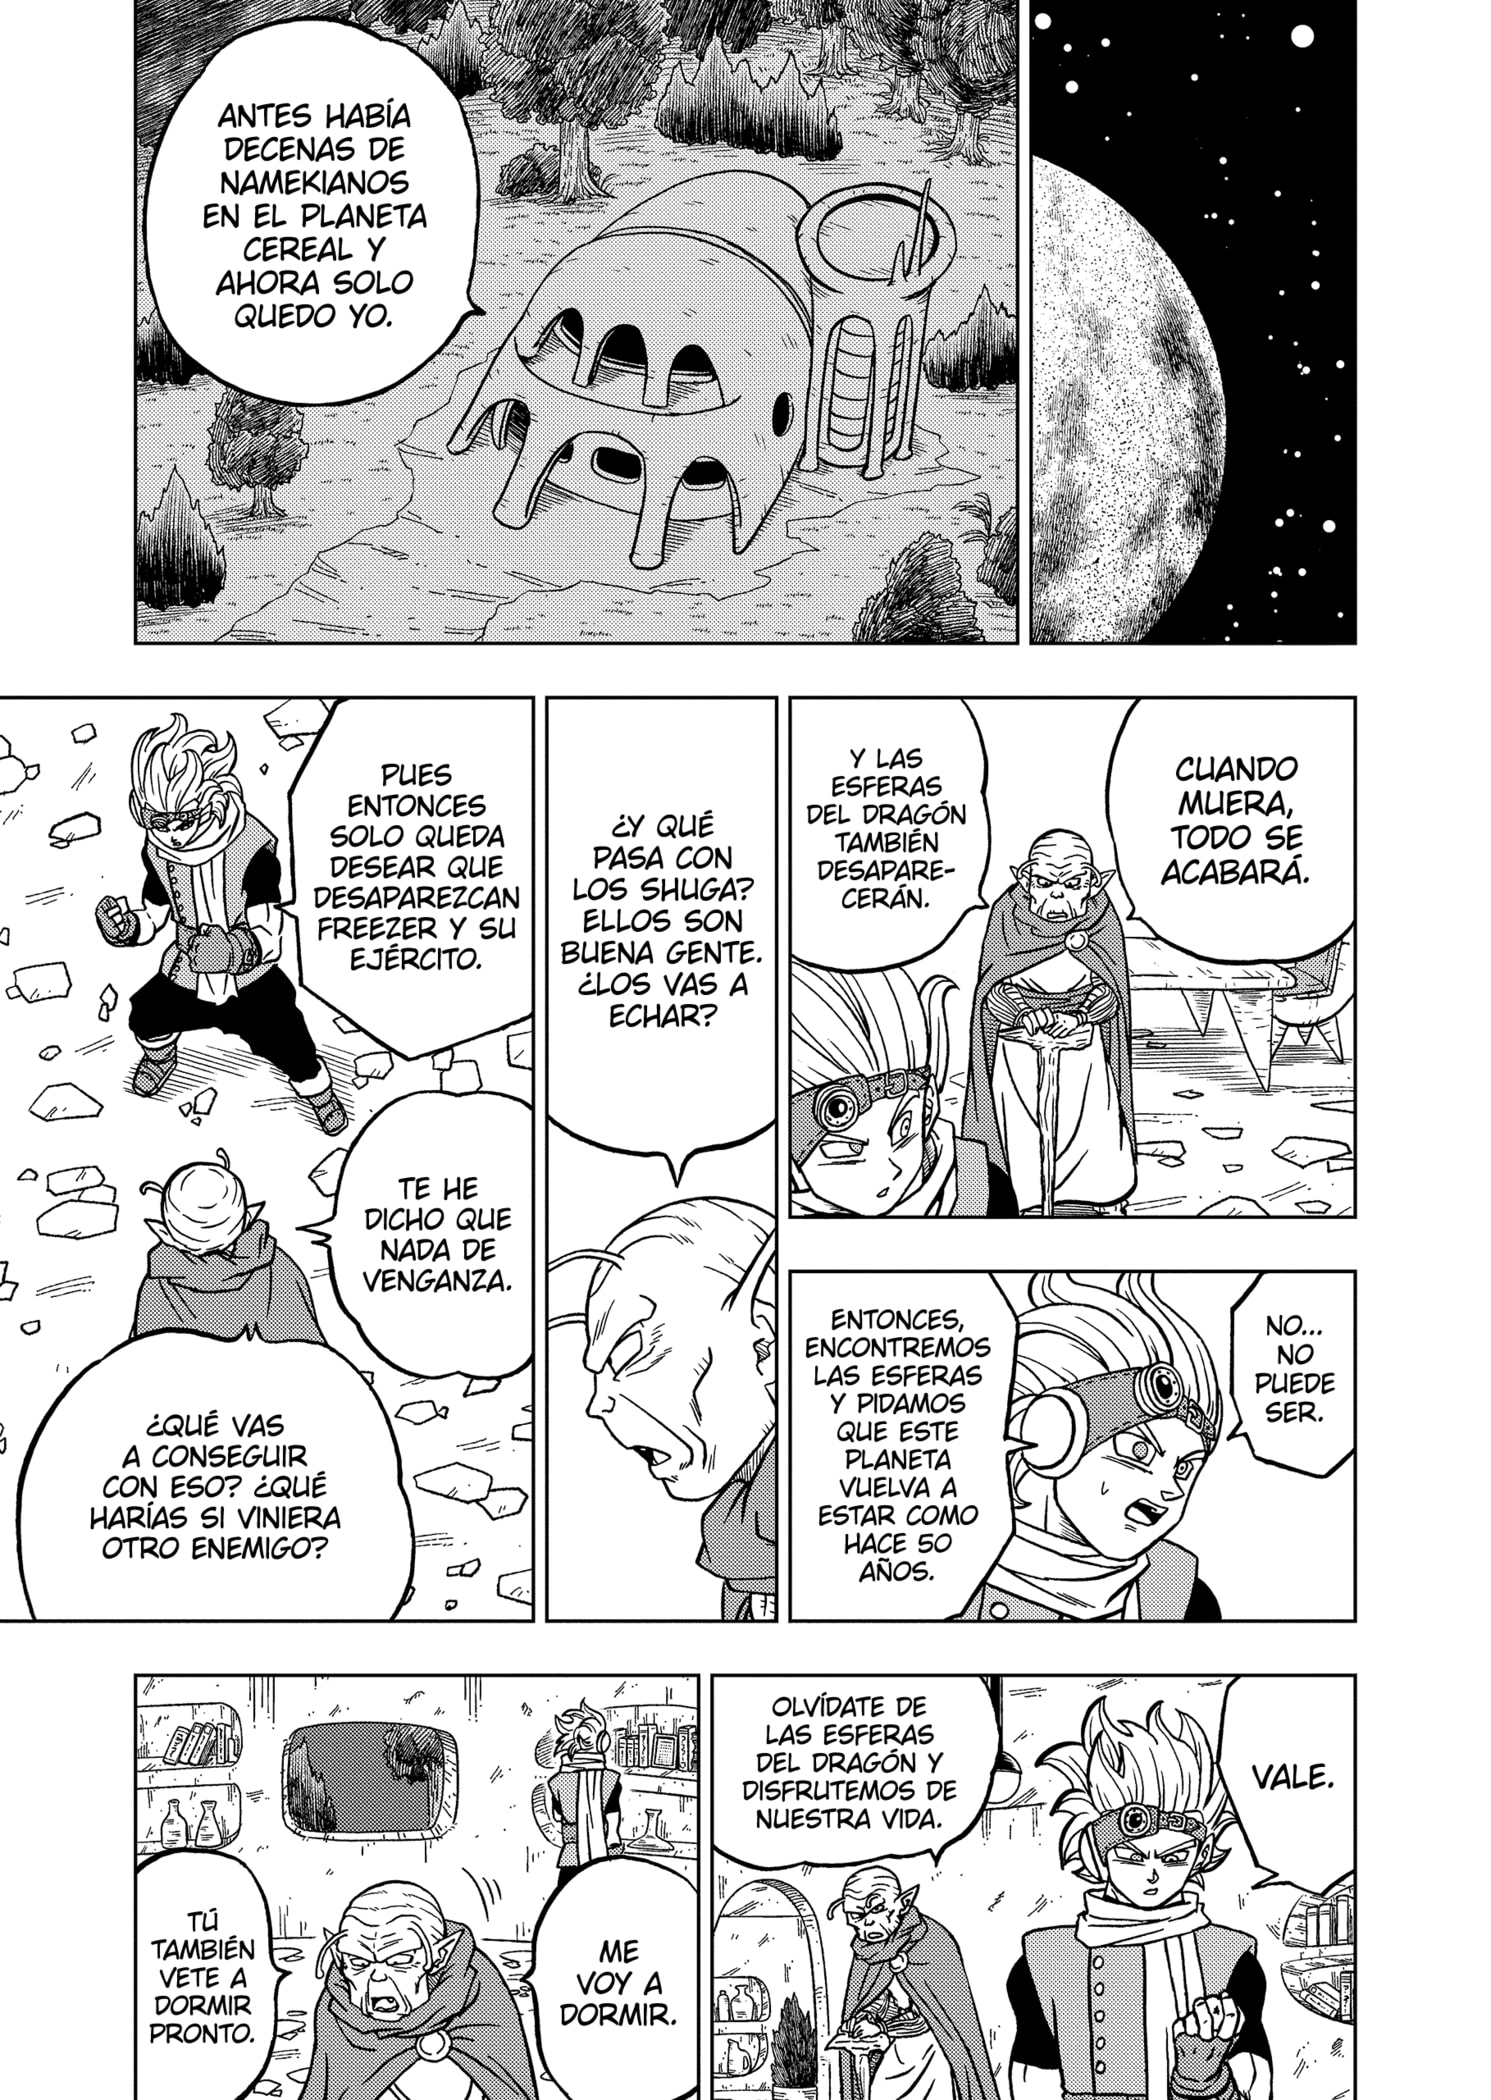 ANTES HABÍA
DECENAS DE
NAMEKIANOS
EN EL PLANETA
CEREAL Y
AHORA SOLO
QUEDO YO.
CUANDO
MUERA,
TODO SE
ACABARÁ.
Y LAS
ESFERAS
DEL DRAGÓN
TAMBIÉN
DESAPARE-
CERÁN.
NO...
NO
PUEDE
SER.
ENTONCES,
ENCONTREMOS
LAS ESFERAS
Y PIDAMOS
QUE ESTE
PLANETA
VUELVA A
ESTAR COMO
HACE 50
AÑOS.
¿Y QUÉ
PASA CON
LOS SHUGA?
ELLOS SON
BUENA GENTE.
¿LOS VAS A
ECHAR?
PUES
ENTONCES
SOLO QUEDA
DESEAR QUE
DESAPAREZCAN
FREEZER Y SU
EJÉRCITO.
TE HE
DICHO QUE
NADA DE
VENGANZA.
¿QUÉ VAS
A CONSEGUIR
CON ESO? ¿QUÉ
HARÍAS SI VINIERA
OTRO ENEMIGO?
VALE.
OLVÍDATE DE
LAS ESFERAS
DEL DRAGÓN Y
DISFRUTEMOS DE
NUESTRA VIDA.
ME
VOY A
DORMIR.
TÚ
TAMBIÉN
VETE A
DORMIR
PRONTO.